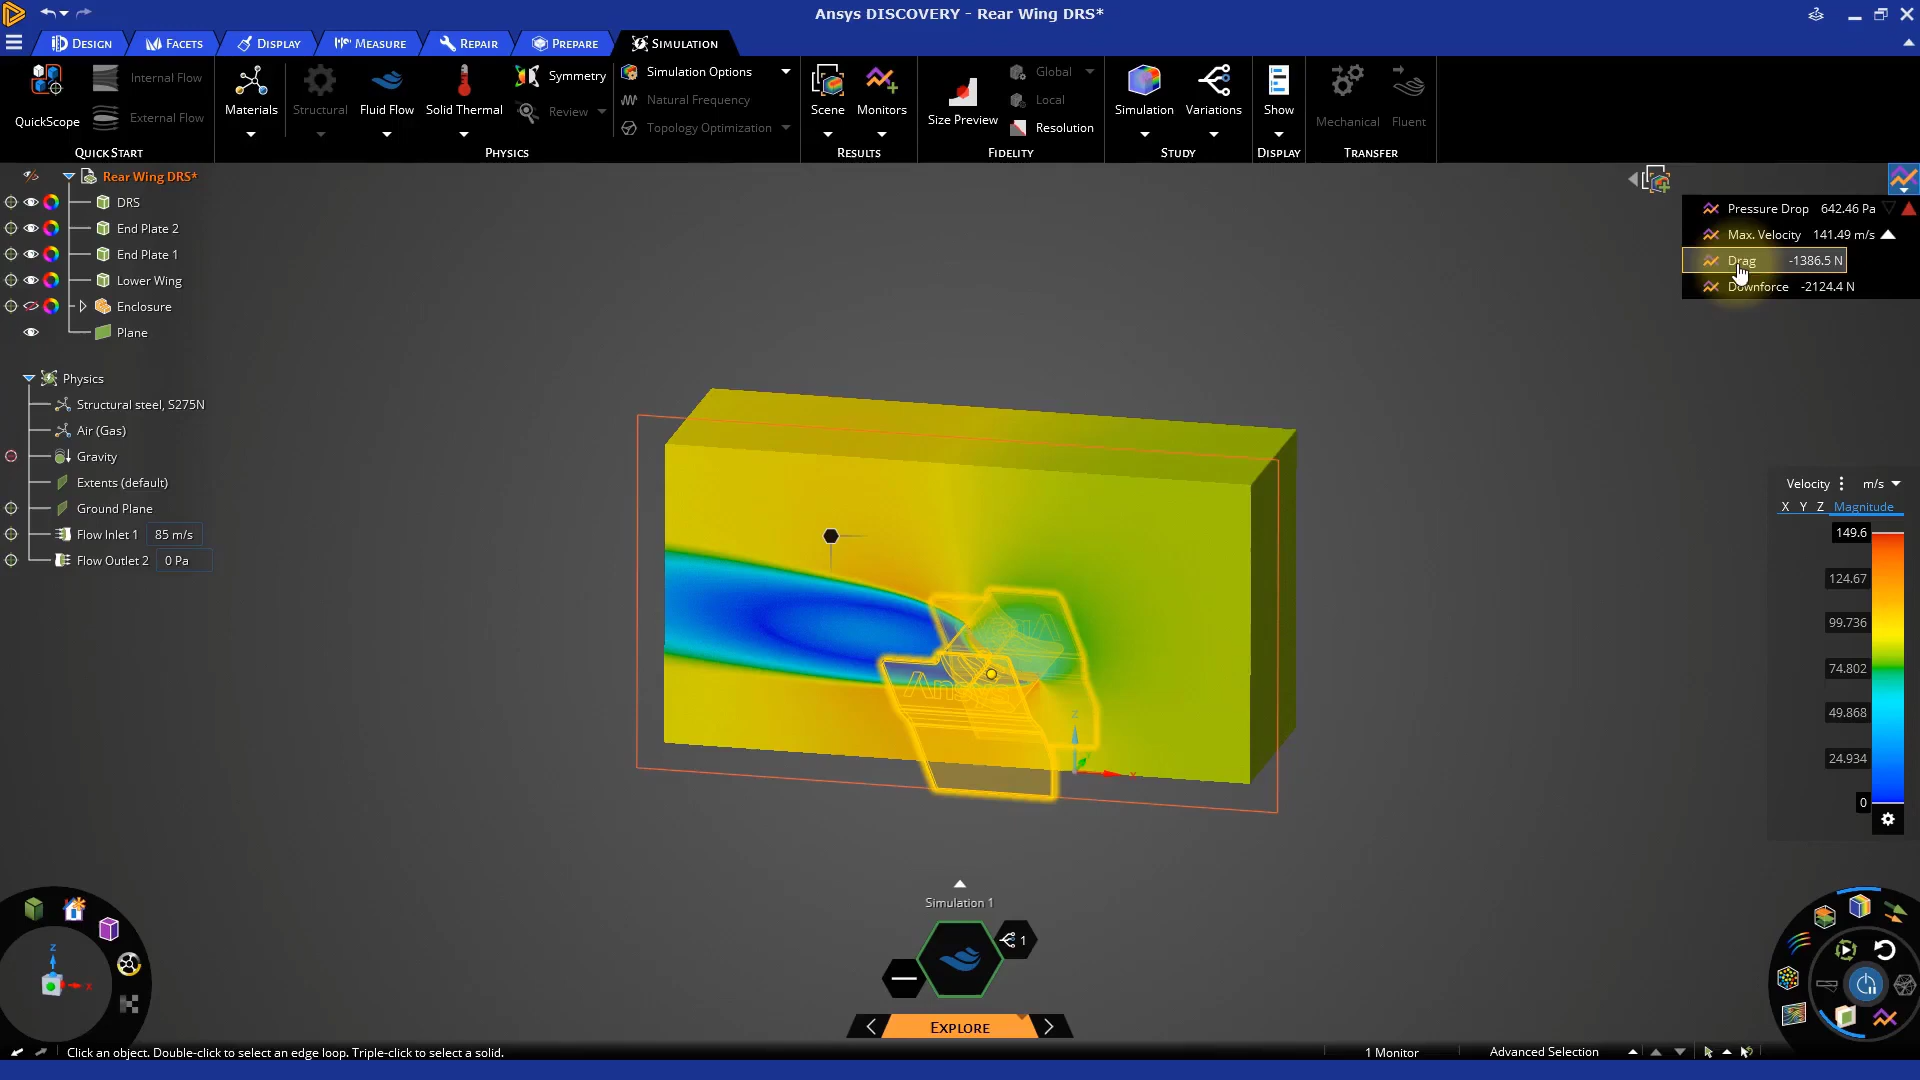 Ansys DISCOVERY - Rear Wing DRS*
DESIGN
FACETS
DISPLAY
MEASURE
REPAIR
PREPARE
SIMULATION
QuickScope
Internal Flow
External Flow
QUICK START
Materials
Structural
Fluid Flow
Solid Thermal
Symmetry
Review
Simulation Options
Natural Frequency
Topology Optimization
PHYSICS
Scene
Monitors
RESULTS
Size Preview
Global
Local
Resolution
FIDELITY
Simulation
Variations
STUDY
Show
DISPLAY
Mechanical
Fluent
TRANSFER
Rear Wing DRS*
DRS
End Plate 2
End Plate 1
Lower Wing
Enclosure
Plane
Physics
Structural steel, S275N
Air (Gas)
Gravity
Extents (default)
Ground Plane
Flow Inlet 1 85 m/s
Flow Outlet 2 0 Pa
Pressure Drop 642.46 Pa
Max. Velocity 141.49 m/s
Drag -1386.5 N
Downforce -2124.4 N
Velocity m/s
X Y Z Magnitude
149.6
124.67
99.736
74.802
49.868
24.934
0
Ansys
Z
X
Z
X
Simulation 1
1
EXPLORE
Click an object. Double-click to select an edge loop. Triple-click to select a solid.
1 Monitor
Advanced Selection